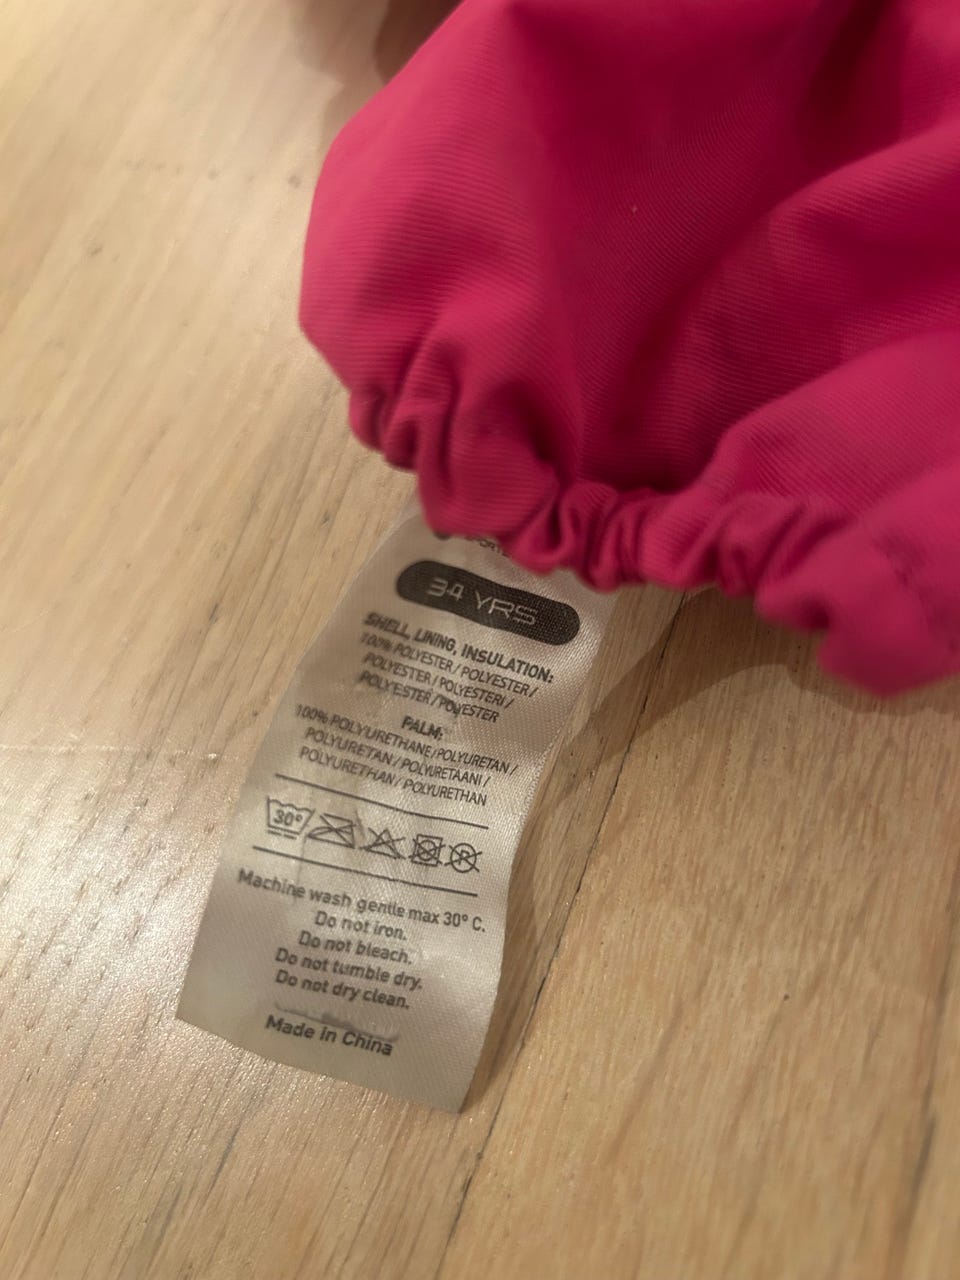 34 YRS
SHELL, LINING, INSULATION:
100% POLYESTER / POLYESTER /
POLYESTER / POLYESTERI /
POLYESTER / POLYESTER
PALM:
100% POLYURETHANE / POLYURETAN /
POLYURETAN / POLYURETAANI /
POLYURETHAN / POLYURETHAN
30°
R
Machine wash gentle max 30° C.
Do not iron.
Do not bleach.
Do not tumble dry.
Do not dry clean.
Made in China